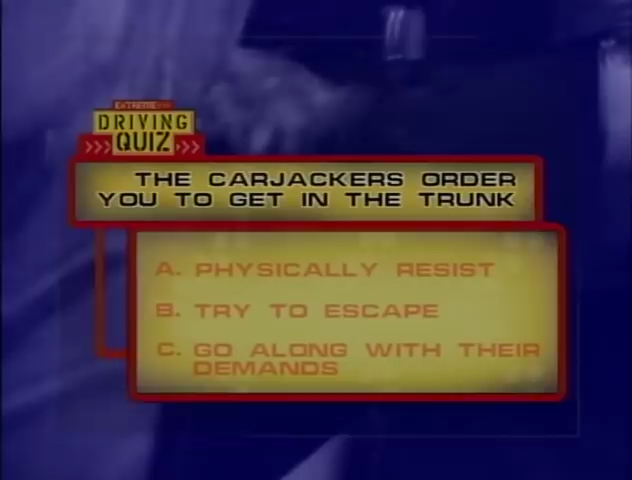 EXTREME
DRIVING
QUIZ
THE CARJACKERS ORDER
YOU TO GET IN THE TRUNK
A. PHYSICALLY RESIST
B. TRY TO ESCAPE
C. GO ALONG WITH THEIR
DEMANDS